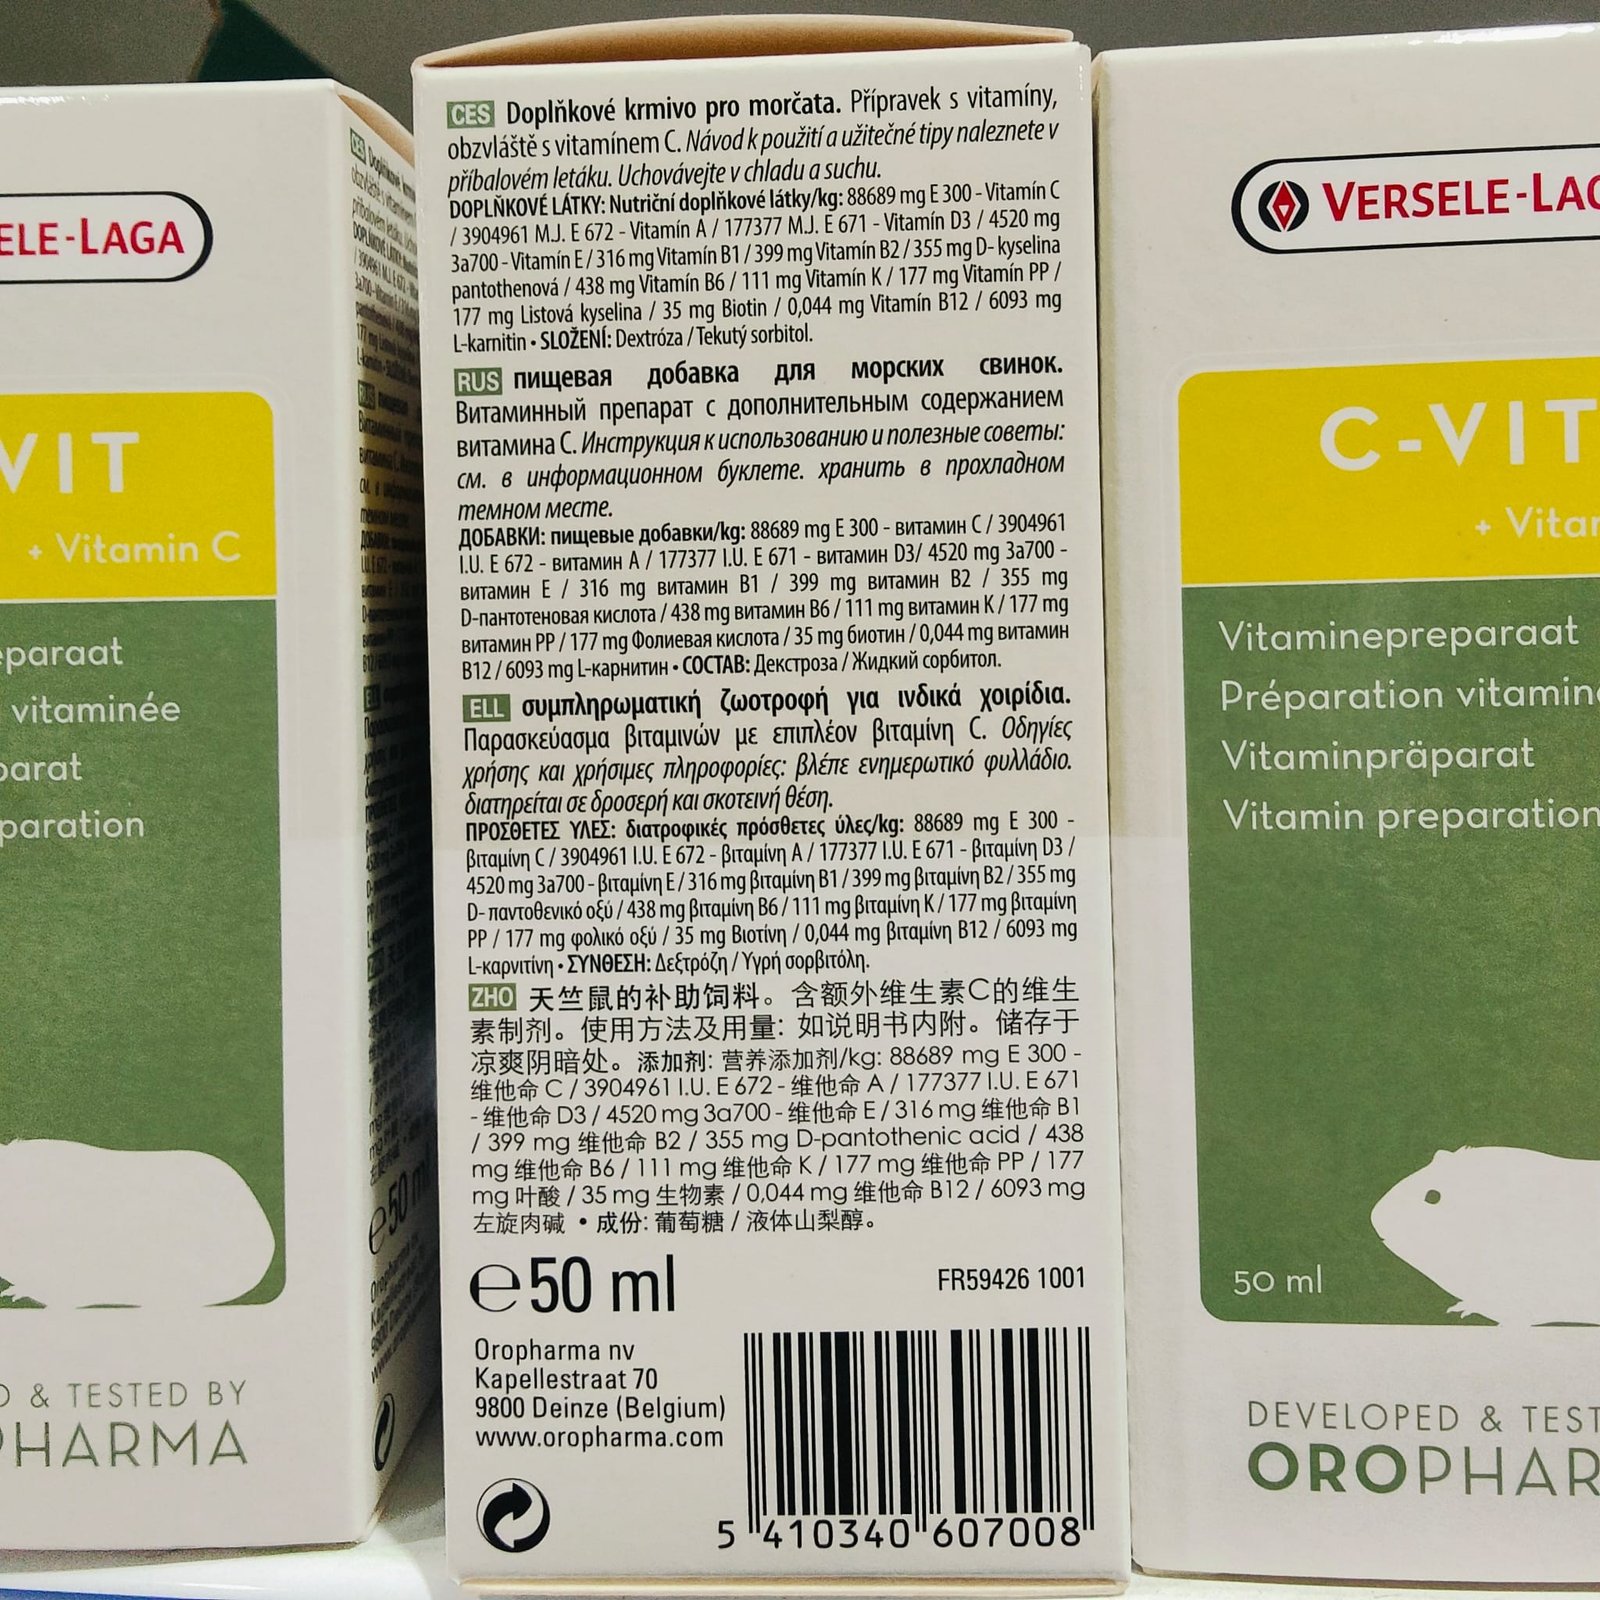 ELE-LAGA
VIT
+ Vitamin C
eparaat
vitaminée
parat
paration
D & TESTED BY
PHARMA
CES Doplňkové krmivo pro morčata. Přípravek s vitamíny,
obzvláště s vitamínem C. Návod k použití a užitečné tipy naleznete v
příbalovém letáku. Uchovávejte v chladu a suchu.
DOPLŇKOVÉ LÁTKY: Nutriční doplňkové látky/kg: 88689 mg E 300 - Vitamín C
/ 3904961 M.J. E 672 - Vitamín A / 177377 M.J. E 671 - Vitamín D3 / 4520 mg
3a700 - Vitamín E / 316 mg Vitamín B1 / 399 mg Vitamín B2 / 355 mg D- kyselina
pantothenová / 438 mg Vitamín B6 / 111 mg Vitamín K / 177 mg Vitamín PP /
177 mg Listová kyselina / 35 mg Biotin / 0,044 mg Vitamín B12 / 6093 mg
L-karnitin • SLOŽENÍ: Dextróza / Tekutý sorbitol.
RUS пищевая добавка для морских свинок.
Витаминный препарат с дополнительным содержанием
витамина С. Инструкция к использованию и полезные советы:
см. в информационном буклете. хранить в прохладном
темном месте.
ДОБАВКИ: пищевые добавки/kg: 88689 mg E 300 - витамин С / 3904961
I.U. E 672 - витамин А / 177377 I.U. E 671 - витамин D3/ 4520 mg 3a700 -
витамин Е / 316 mg витамин В1 / 399 mg витамин В2 / 355 mg
D-пантотеновая кислота / 438 mg витамин В6 / 111 mg витамин К / 177 mg
витамин РР / 177 mg Фолиевая кислота / 35 mg биотин / 0,044 mg витамин
В12 / 6093 mg L-карнитин • СОСТАВ: Декстроза / Жидкий сорбитол.
ELL συμπληρωματική ζωοτροφή για ινδικά χοιρίδια.
Παρασκεύασμα βιταμινών με επιπλέον βιταμίνη C. Οδηγίες
χρήσης και χρήσιμες πληροφορίες: βλέπε ενημερωτικό φυλλάδιο.
διατηρείται σε δροσερή και σκοτεινή θέση.
ΠΡΟΣΘΕΤΕΣ ΥΛΕΣ: διατροφικές πρόσθετες ύλες/kg: 88689 mg E 300 -
βιταμίνη C / 3904961 I.U. E 672 - βιταμίνη A / 177377 I.U. E 671 - βιταμίνη D3 /
4520 mg 3a700 - βιταμίνη E / 316 mg βιταμίνη B1 / 399 mg βιταμίνη B2 / 355 mg
D- παντοθενικό οξύ / 438 mg βιταμίνη B6 / 111 mg βιταμίνη K / 177 mg βιταμίνη
PP / 177 mg φολικό οξύ / 35 mg Βιοτίνη / 0,044 mg βιταμίνη B12 / 6093 mg
L-καρνιτίνη • ΣΥΝΘΕΣΗ: Δεξτρόζη / Υγρή σορβιτόλη.
ZHO 天竺鼠的补助饲料。含额外维生素C的维生
素制剂。使用方法及用量: 如说明书内附。储存于
凉爽阴暗处。添加剂: 营养添加剂/kg: 88689 mg E 300 -
维他命 C / 3904961 I.U. E 672 - 维他命 A / 177377 I.U. E 671
- 维他命 D3 / 4520 mg 3a700 - 维他命 E / 316 mg 维他命 B1
/ 399 mg 维他命 B2 / 355 mg D-pantothenic acid / 438
mg 维他命 B6 / 111 mg 维他命 K / 177 mg 维他命 PP / 177
mg 叶酸 / 35 mg 生物素 / 0,044 mg 维他命 B12 / 6093 mg
左旋肉碱 • 成份: 葡萄糖 / 液体山梨醇。
℮50 ml
FR59426 1001
Oropharma nv
Kapellestraat 70
9800 Deinze (Belgium)
www.oropharma.com
5 410340 607008
VERSELE-LAG
C-VIT
+ Vitam
Vitaminepreparaat
Préparation vitamin
Vitaminpräparat
Vitamin preparation
50 ml
DEVELOPED & TEST
OROPHAR